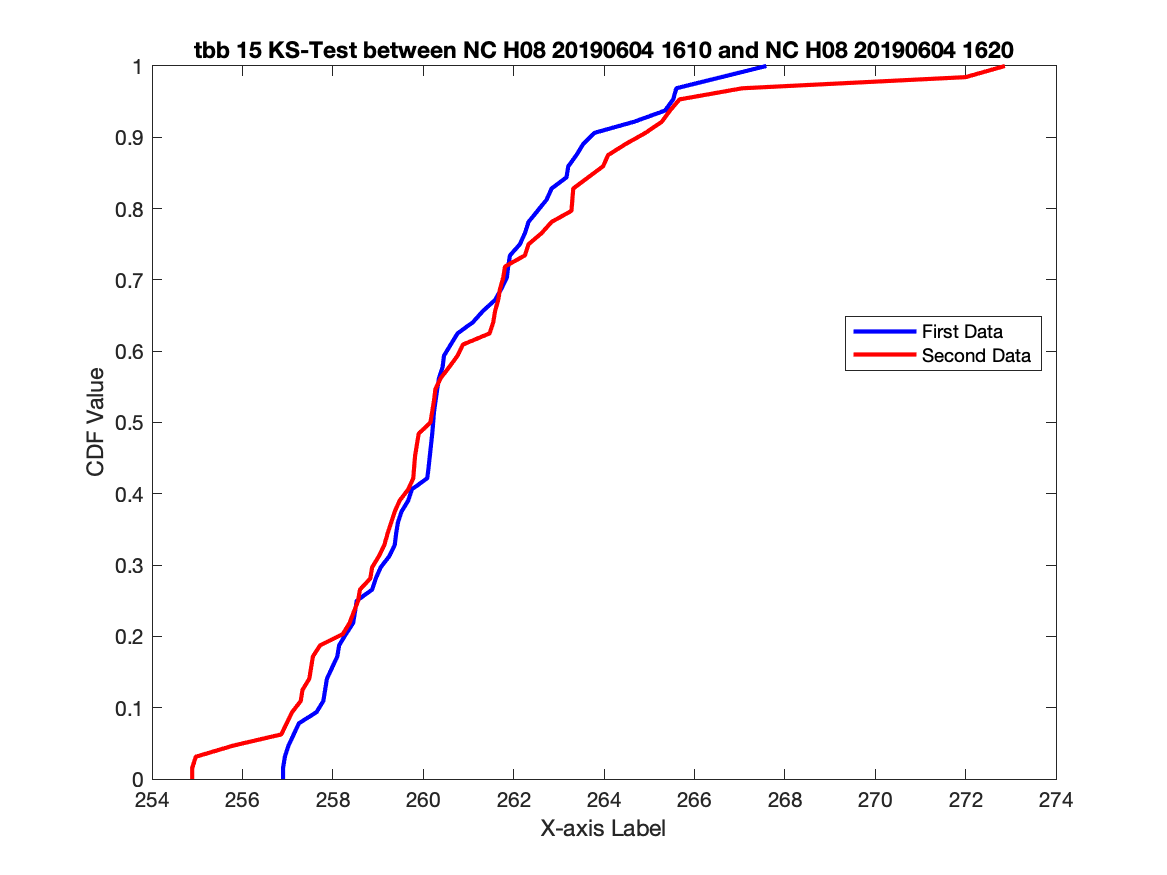 tbb 15 KS-Test between NC H08 20190604 1610 and NC H08 20190604 1620
1
0.9
0.8
0.7
0.6
0.5
0.4
0.3
0.2
0.1
0
CDF Value
First Data
Second Data
254 256 258 260 262 264 266 268 270 272 274
X-axis Label